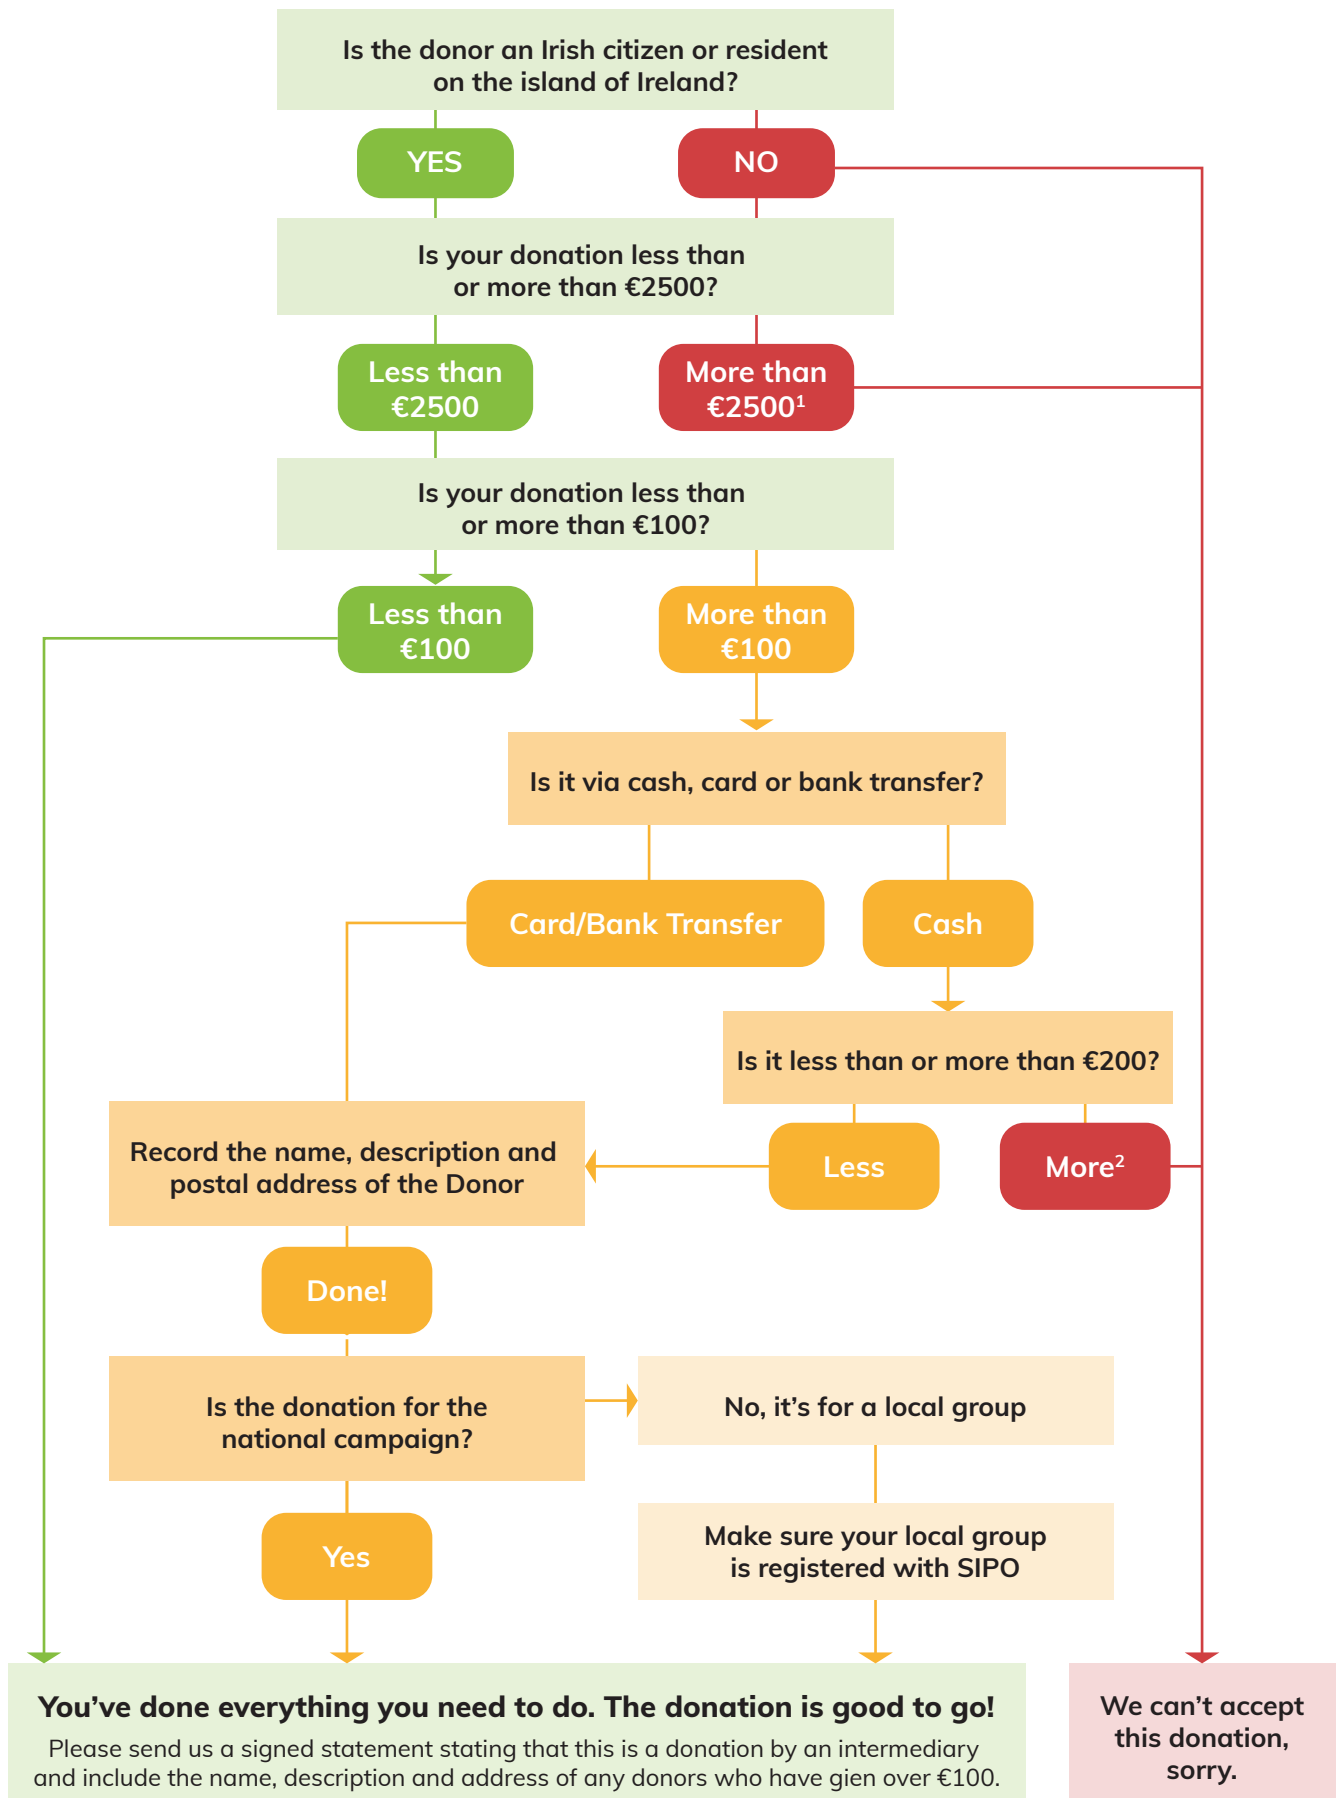 Is the donor an Irish citizen or resident
on the island of Ireland?
YES
NO
Is your donation less than
or more than €2500?
Less than
€2500
More than
€2500¹
Is your donation less than
or more than €100?
Less than
€100
More than
€100
Is it via cash, card or bank transfer?
Card/Bank Transfer
Cash
Is it less than or more than €200?
Record the name, description and
postal address of the Donor
Less
More²
Done!
Is the donation for the
national campaign?
No, it's for a local group
Yes
Make sure your local group
is registered with SIPO
You've done everything you need to do. The donation is good to go!
Please send us a signed statement stating that this is a donation by an intermediary
and include the name, description and address of any donors who have gien over €100.
We can't accept
this donation,
sorry.